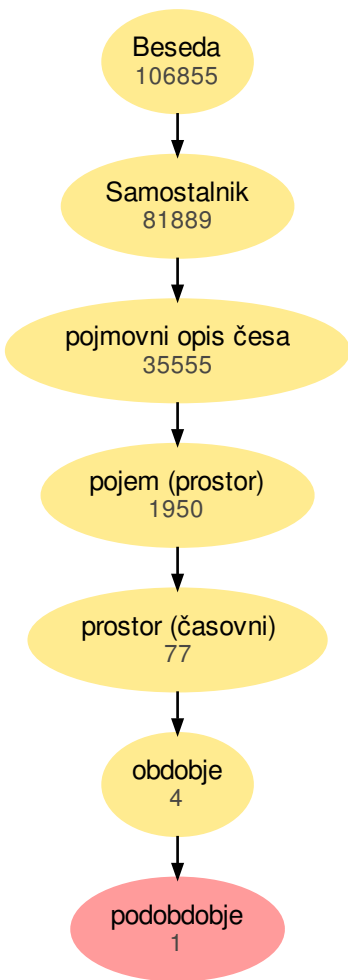 Beseda
106855
Samostalnik
81889
pojmovni opis česa
35555
pojem (prostor)
1950
prostor (časovni)
77
obdobje
4
podobdobje
1